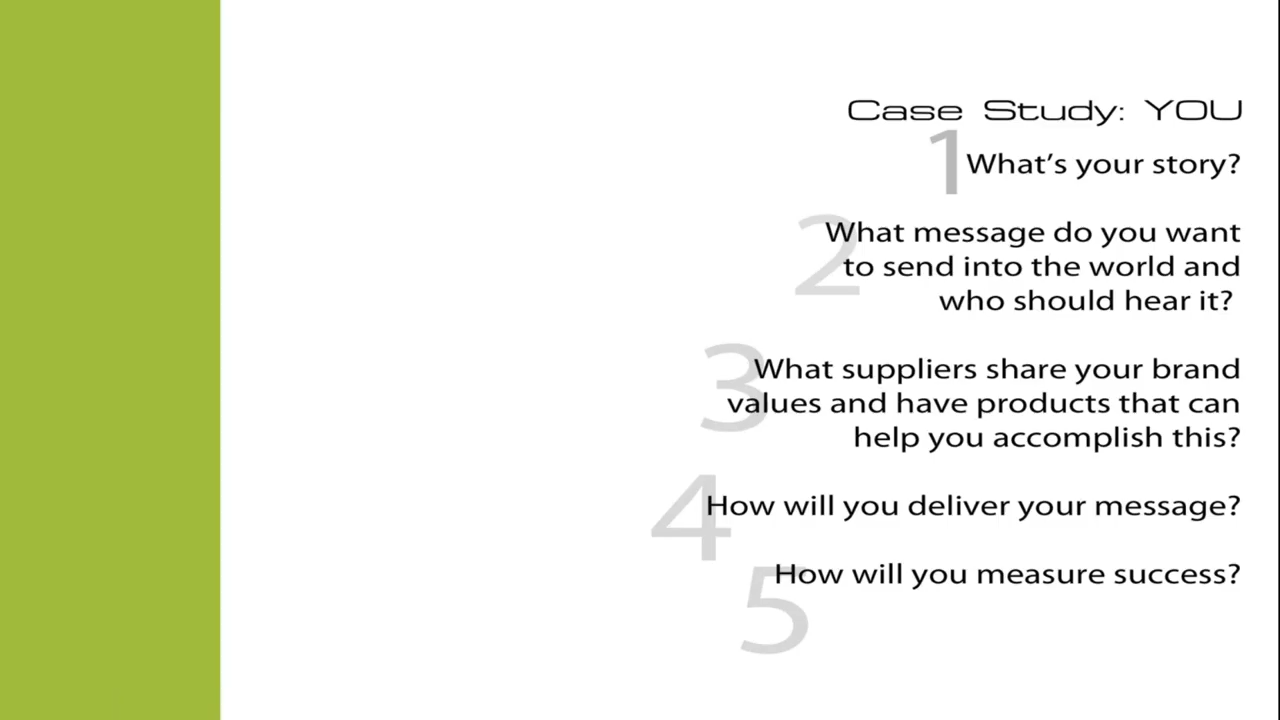 Case Study: YOU
1 What's your story?
2 What message do you want
to send into the world and
who should hear it?
3 What suppliers share your brand
values and have products that can
help you accomplish this?
4 How will you deliver your message?
5 How will you measure success?